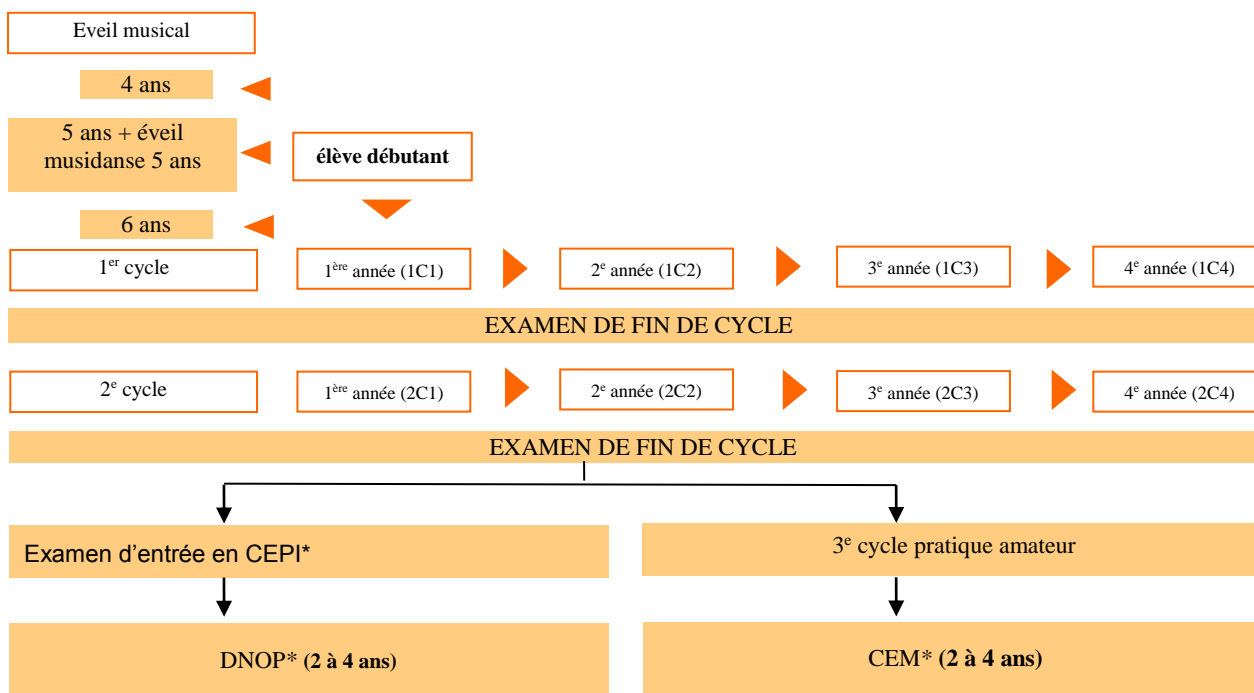 Eveil musical
4 ans
5 ans + éveil
musidanse 5 ans
élève débutant
6 ans
1er cycle
1ère année (1C1)
2e année (1C2)
3e année (1C3)
4e année (1C4)
EXAMEN DE FIN DE CYCLE
2e cycle
1ère année (2C1)
2e année (2C2)
3e année (2C3)
4e année (2C4)
EXAMEN DE FIN DE CYCLE
Examen d’entrée en CEPI*
3e cycle pratique amateur
DNOP* (2 à 4 ans)
CEM* (2 à 4 ans)